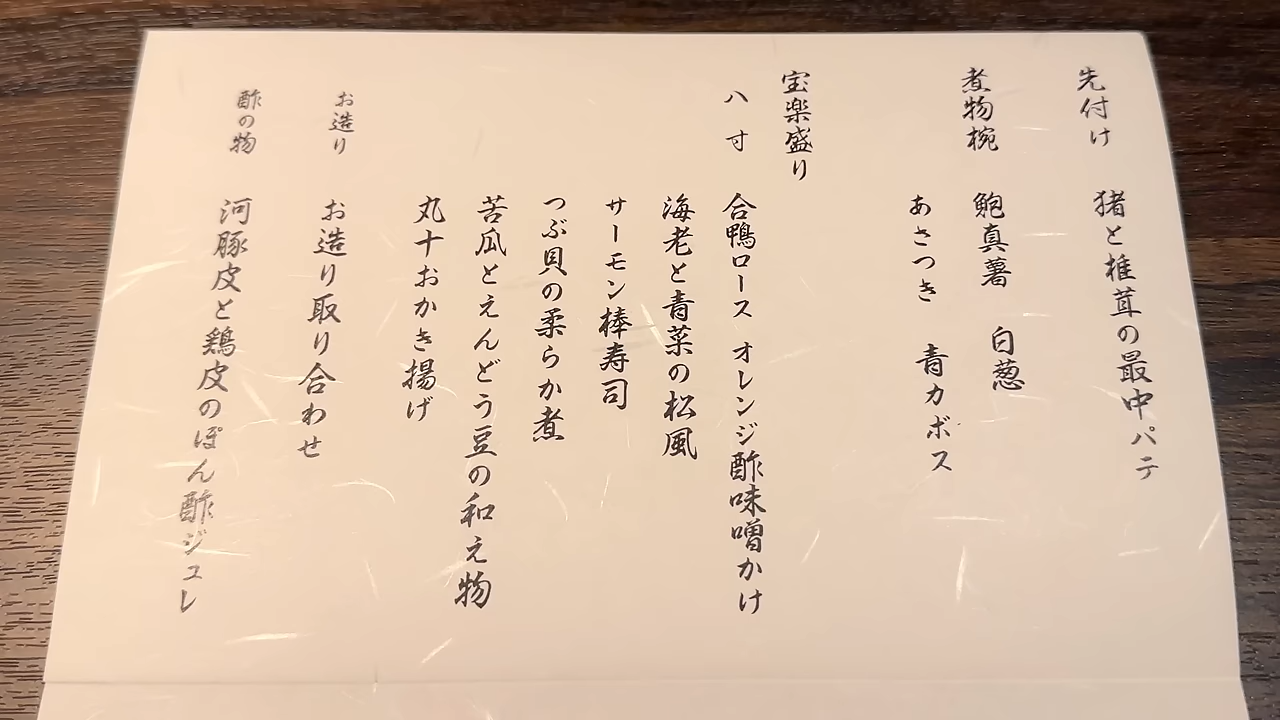 先付け 猪と椎茸の最中パテ
煮物椀 鮑真薯 白葱
あさつき 青カボス
宝楽盛り
八寸 合鴨ロース オレンジ酢味噌かけ
海老と青菜の松風
サーモン棒寿司
つぶ貝の柔らか煮
苦瓜とえんどう豆の和え物
丸十おかき揚げ
お造り お造り取り合わせ
酢の物 河豚皮と鶏皮のぽん酢ジュレ